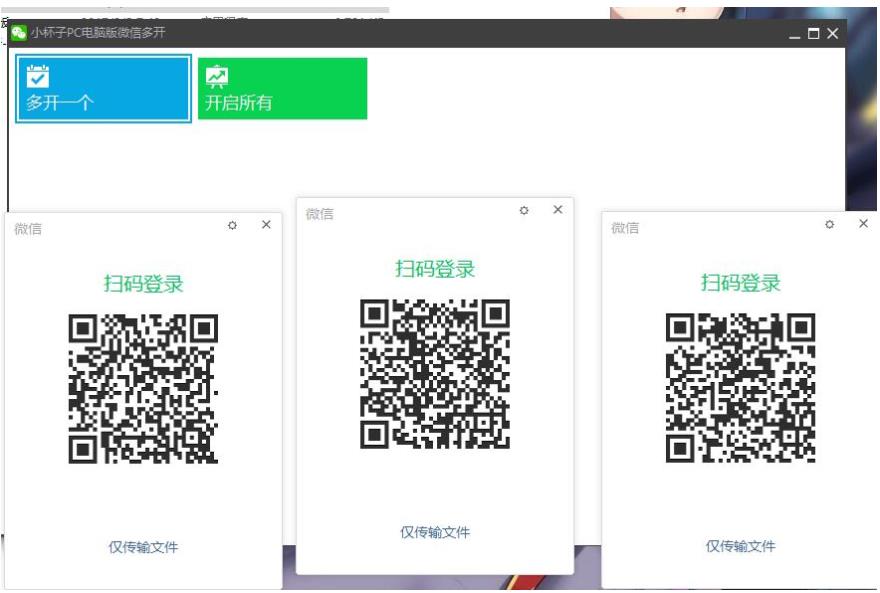 小杯子PC电脑版微信多开
多开一个
开启所有
微信
扫码登录
仅传输文件
微信
扫码登录
仅传输文件
微信
扫码登录
仅传输文件